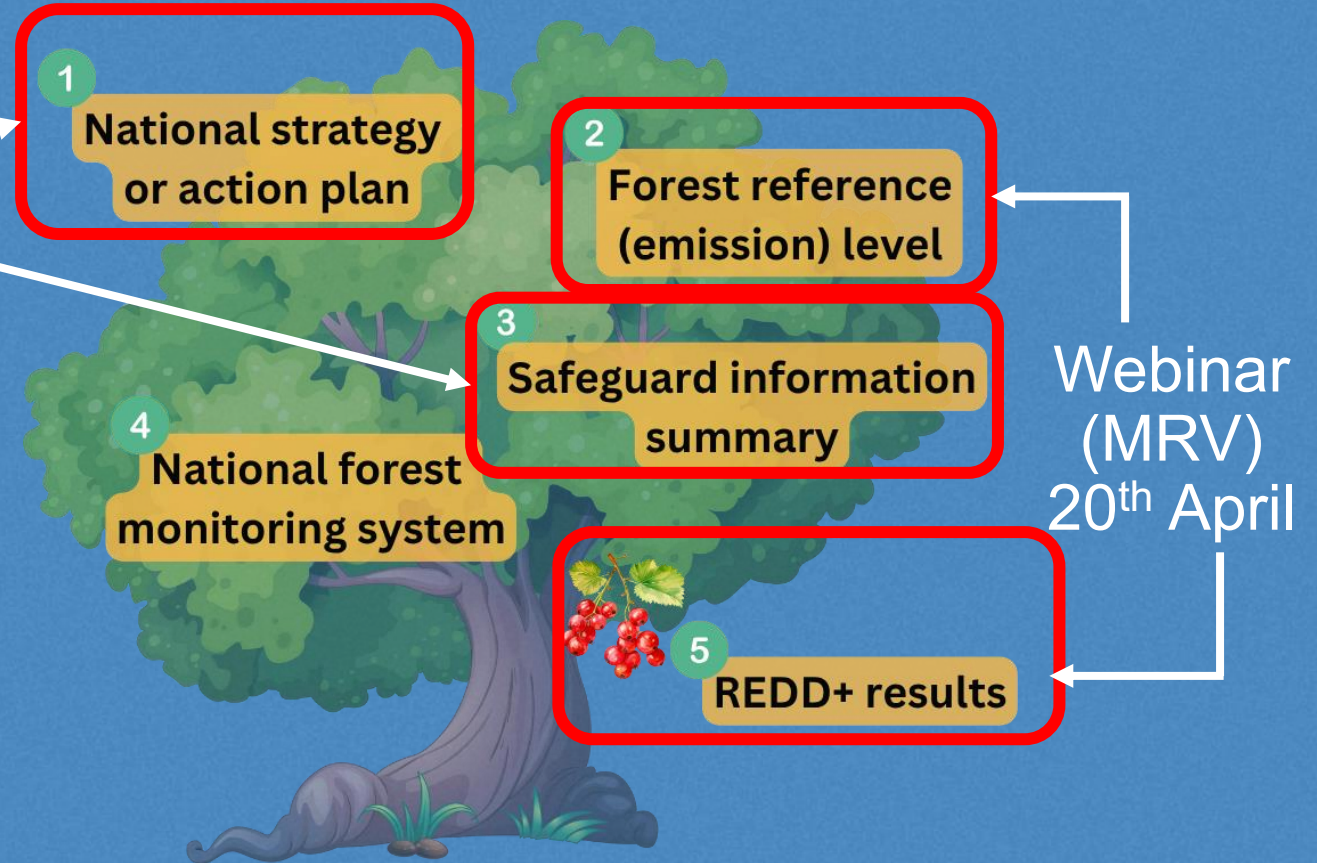 1
National strategy
or action plan
2
Forest reference
(emission) level
3
Safeguard information
summary
4
National forest
monitoring system
5
REDD+ results
Webinar
(MRV)
20th April